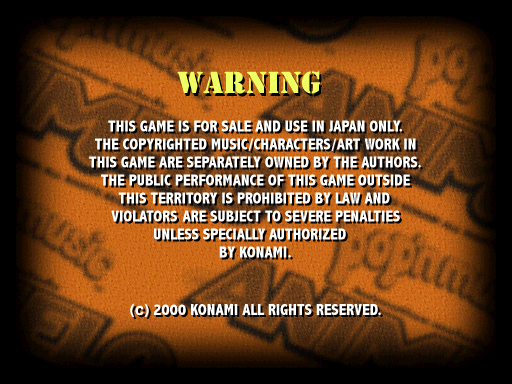 WARNING
THIS GAME IS FOR SALE AND USE IN JAPAN ONLY.
THE COPYRIGHTED MUSIC/CHARACTERS/ART WORK IN
THIS GAME ARE SEPARATELY OWNED BY THE AUTHORS.
THE PUBLIC PERFORMANCE OF THIS GAME OUTSIDE
THIS TERRITORY IS PROHIBITED BY LAW AND
VIOLATORS ARE SUBJECT TO SEVERE PENALTIES
UNLESS SPECIALLY AUTHORIZED
BY KONAMI.
(C) 2000 KONAMI ALL RIGHTS RESERVED.